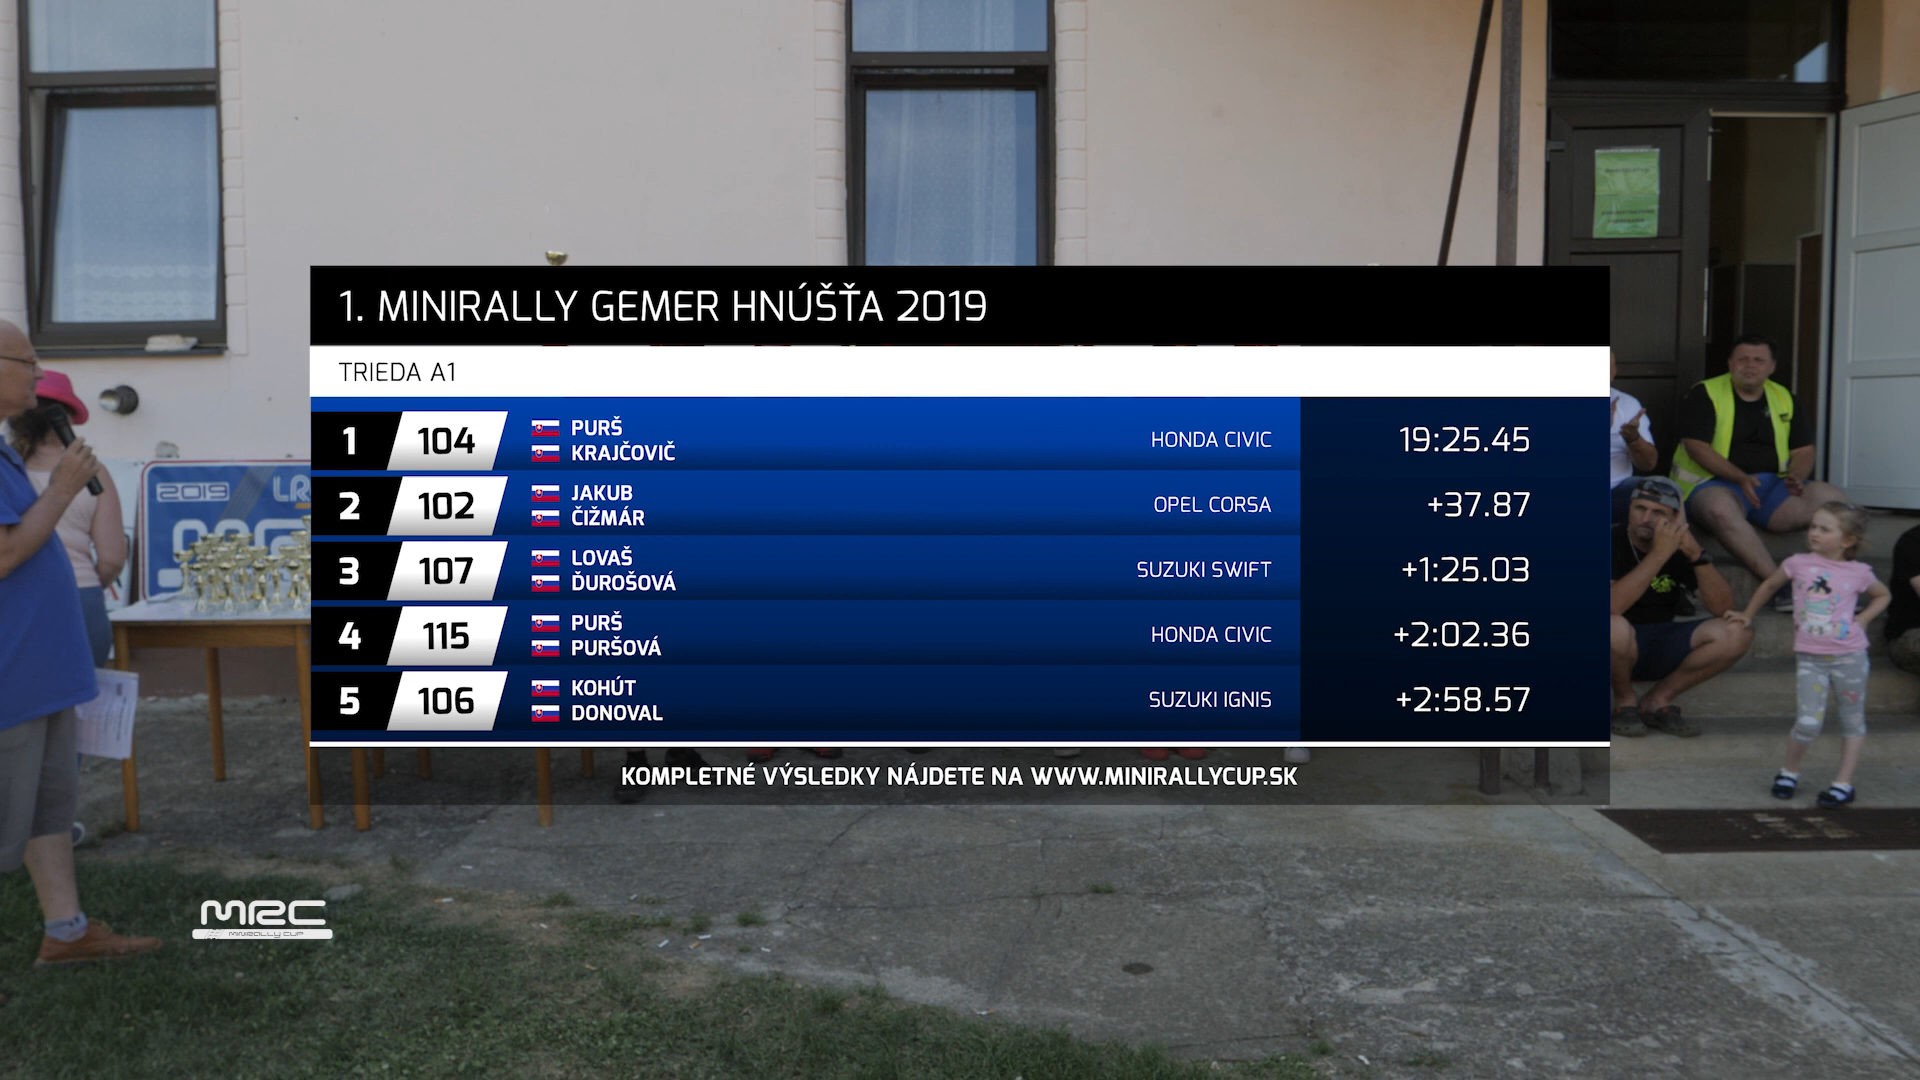 1. MINIRALLY GEMER HNÚŠŤA 2019
TRIEDA A1
1 104 PURŠ KRAJČOVIČ HONDA CIVIC 19:25.45
2 102 JAKUB ČIŽMÁR OPEL CORSA +37.87
3 107 LOVAŠ ĎUROŠOVÁ SUZUKI SWIFT +1:25.03
4 115 PURŠ PURŠOVÁ HONDA CIVIC +2:02.36
5 106 KOHÚT DONOVAL SUZUKI IGNIS +2:58.57
KOMPLETNÉ VÝSLEDKY NÁJDETE NA WWW.MINIRALLYCUP.SK
2019
MRC
MINIRALLY CUP